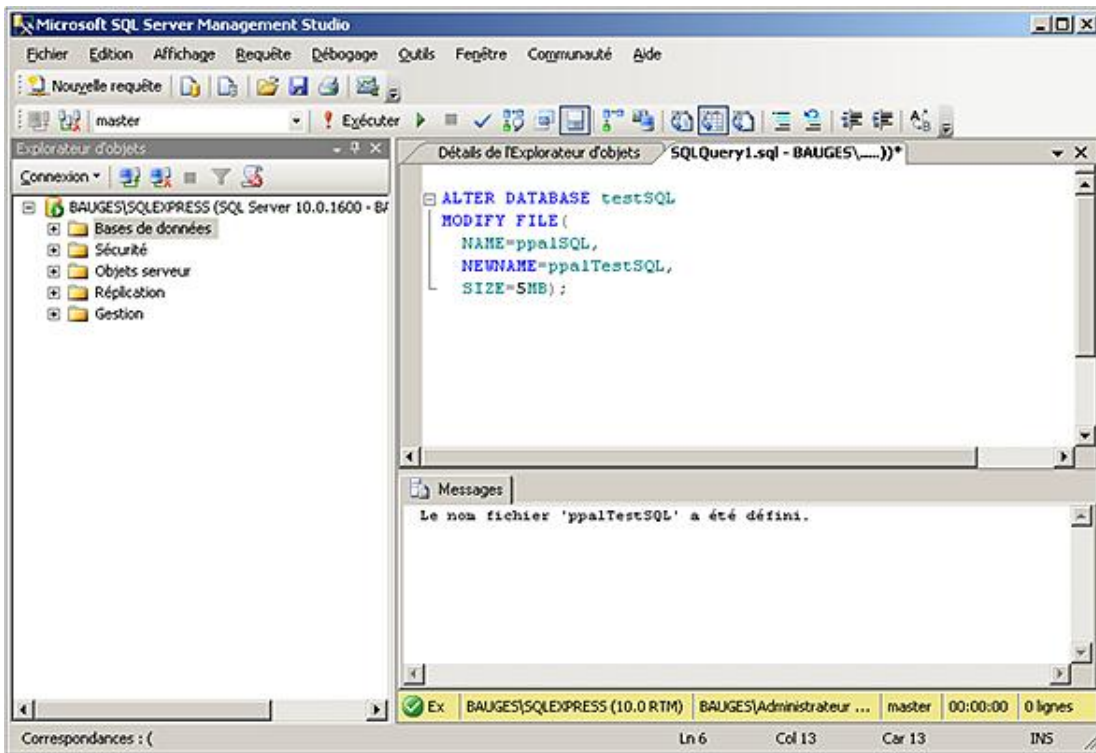 Microsoft SQL Server Management Studio
Fichier Edition Affichage Requête Débogage Outils Fenêtre Communauté Aide
Nouvelle requête
master Exécuter
Explorateur d'objets
Détails de l'Explorateur d'objets SQLQuery1.sql - BAUGES\.....))*
Connexion
BAUGES\SQLEXPRESS (SQL Server 10.0.1600 - BA
Bases de données
Sécurité
Objets serveur
Réplication
Gestion
ALTER DATABASE testSQL
MODIFY FILE(
NAME=ppalSQL,
NEWNAME=ppalTestSQL,
SIZE=5MB);
Messages
Le nom fichier 'ppalTestSQL' a été défini.
Ex BAUGES\SQLEXPRESS (10.0 RTM) BAUGES\Administrateur ... master 00:00:00 0 lignes
Correspondances : ( Ln 6 Col 13 Car 13 INS